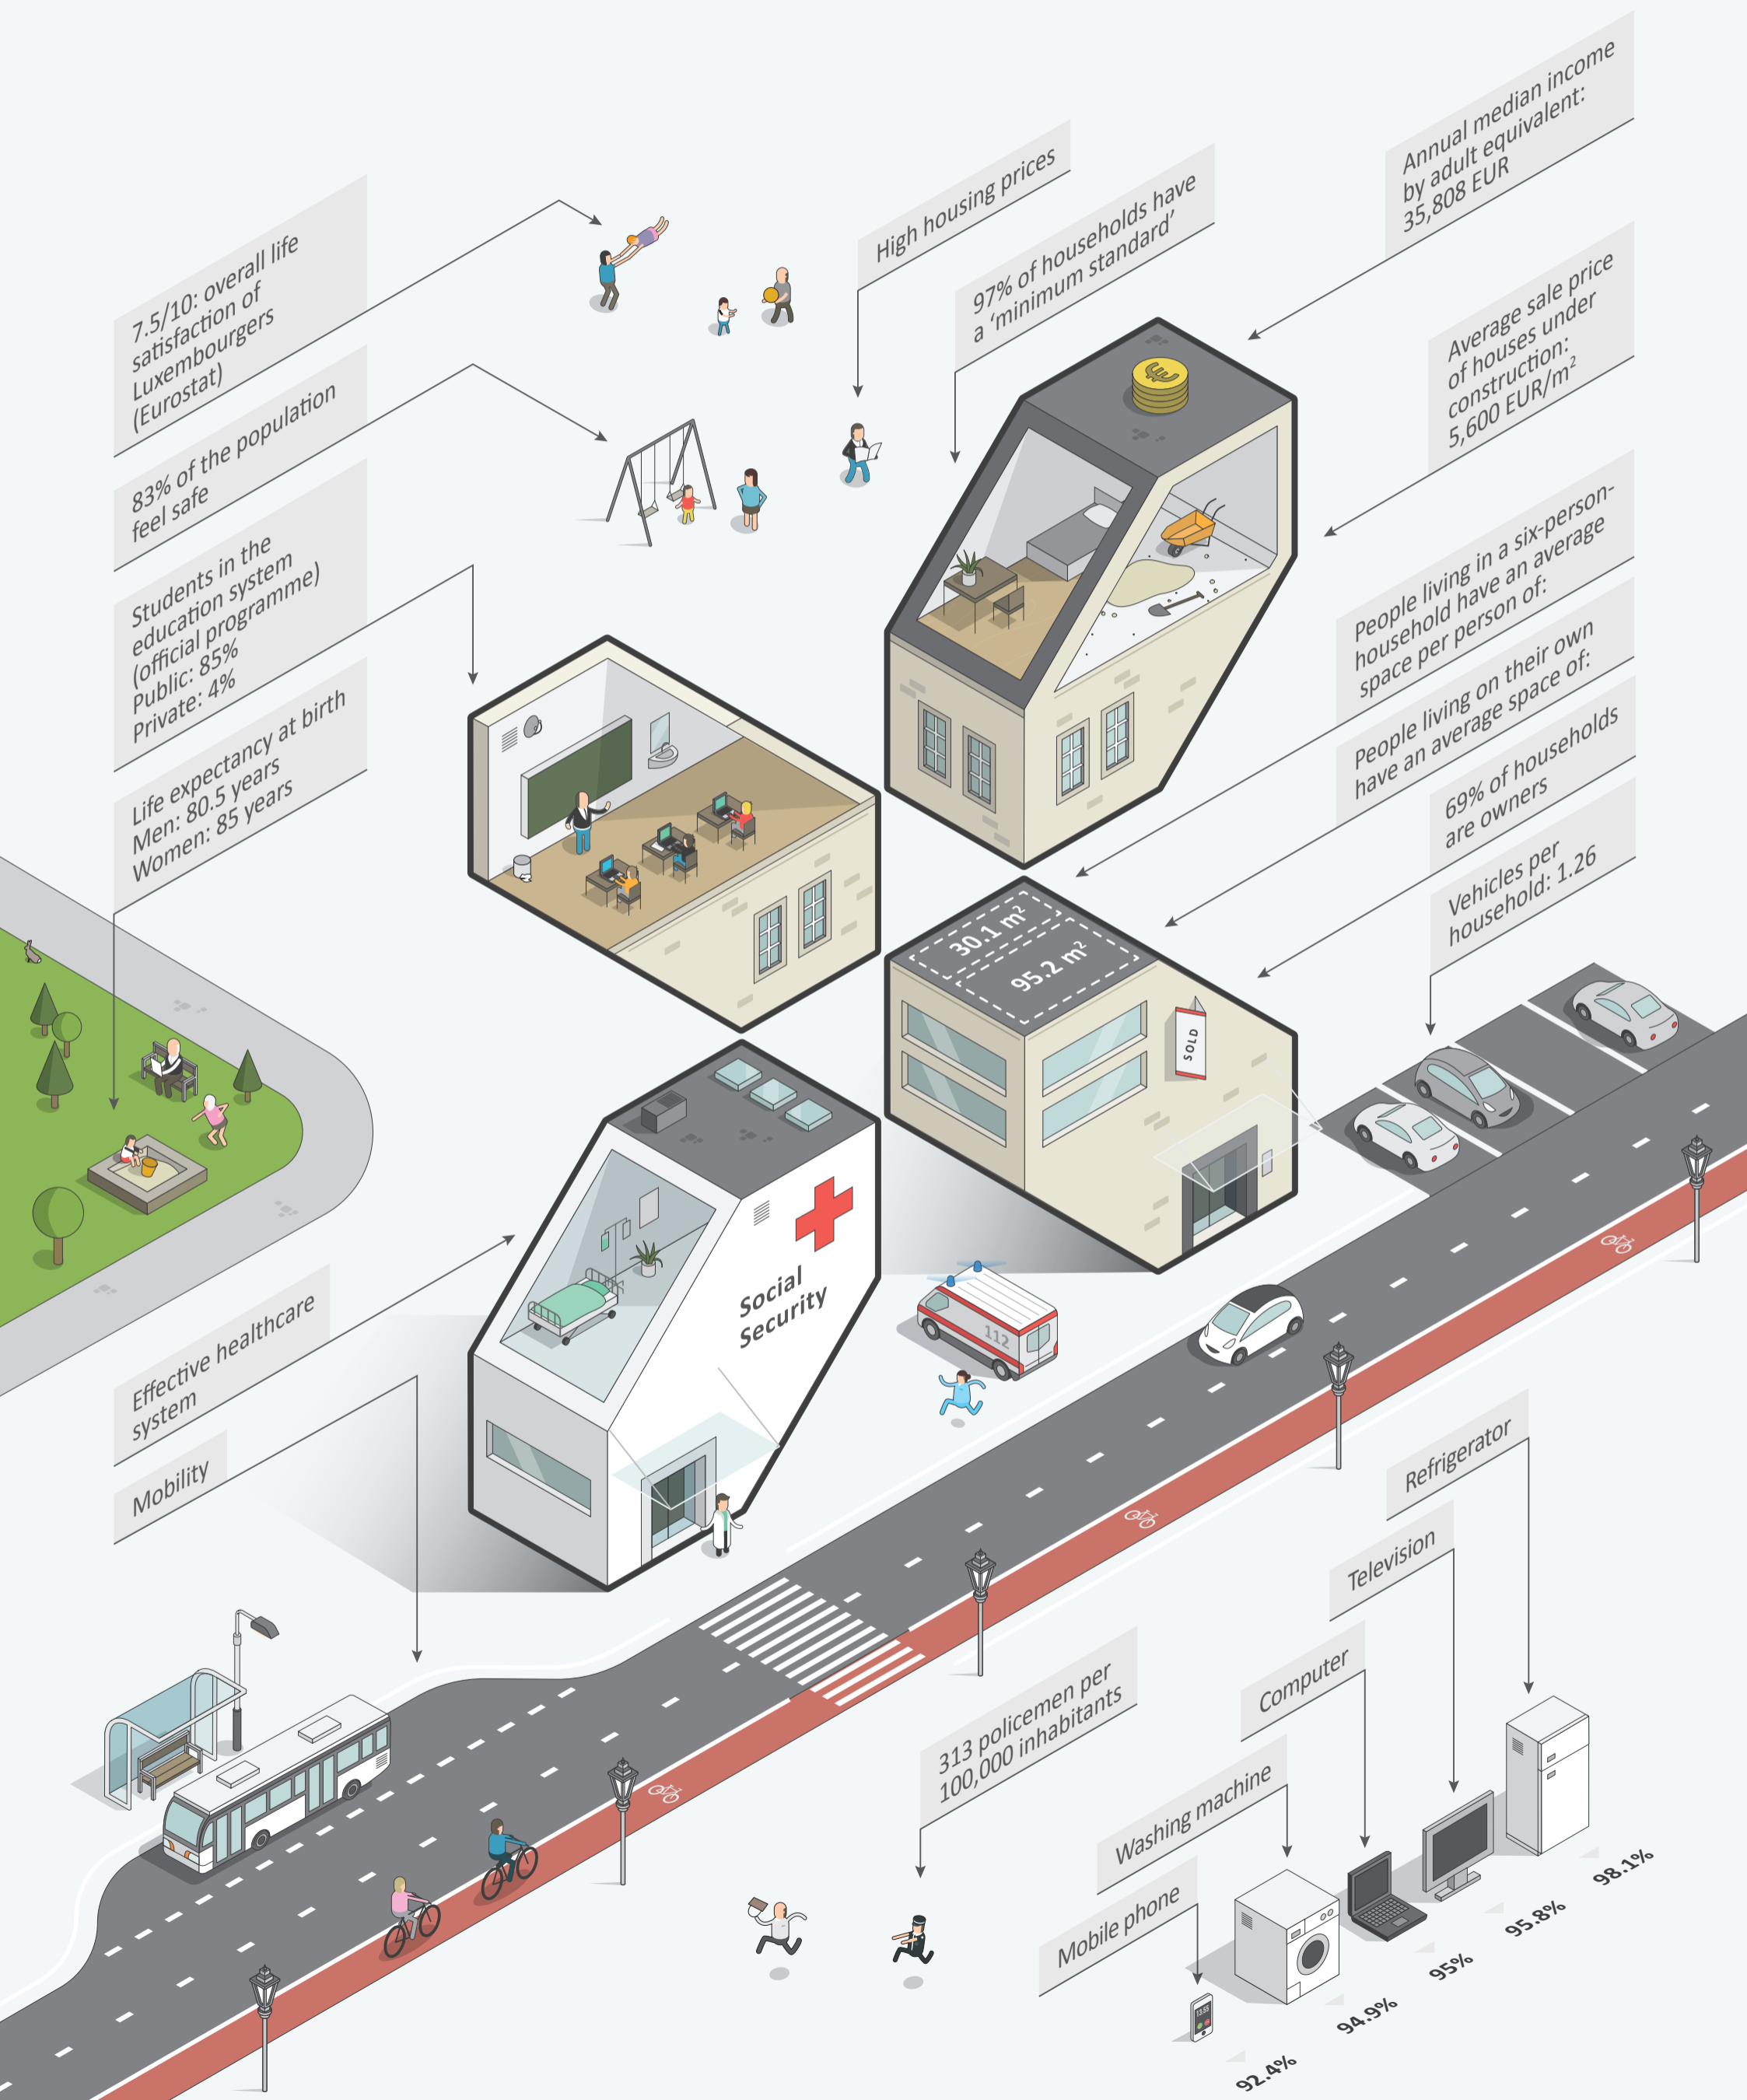 7.5/10: overall life
satisfaction of
Luxembourgers
(Eurostat)
83% of the population
feel safe
Students in the
education system
(official programme)
Public: 85%
Private: 4%
Life expectancy at birth
Men: 80.5 years
Women: 85 years
Effective healthcare
system
Mobility
High housing prices
97% of households have
a ‘minimum standard’
Annual median income
by adult equivalent:
35,808 EUR
Average sale price
of houses under
construction:
5,600 EUR/m²
People living in a six-person-
household have an average
space per person of:
People living on their own
have an average space of:
69% of households
are owners
Vehicles per
household: 1.26
30.1 m²
95.2 m²
SOLD
Social
Security
112
313 policemen per
100,000 inhabitants
Refrigerator
Television
Computer
Washing machine
Mobile phone
98.1%
95.8%
95%
94.9%
92.4%